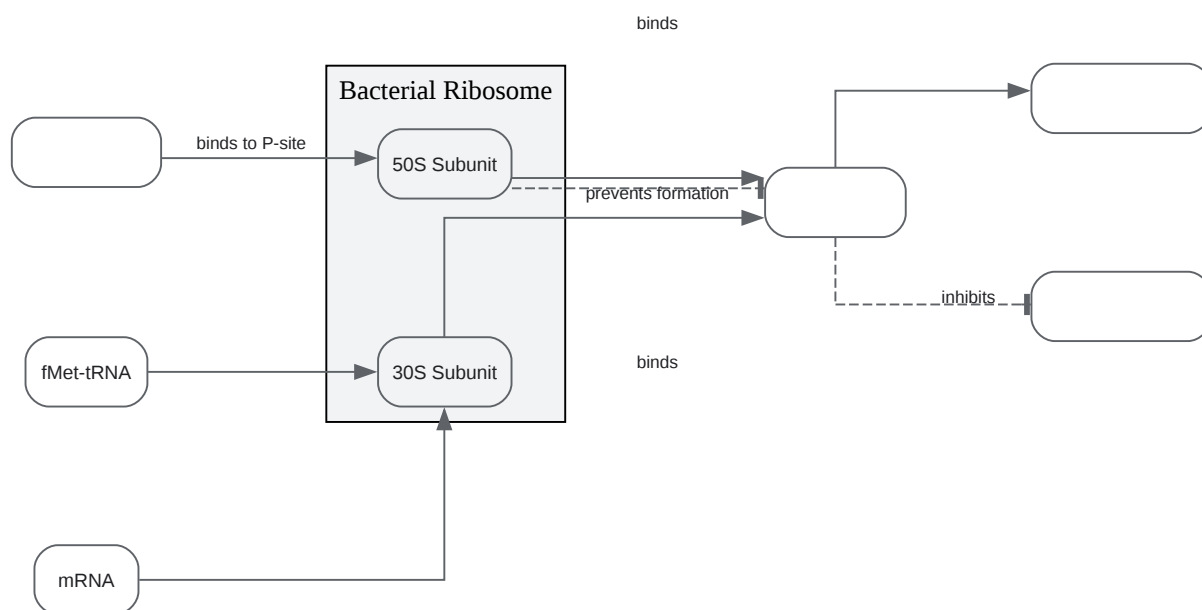 binds
Bacterial Ribosome
binds to P-site
50S Subunit
prevents formation
inhibits
binds
fMet-tRNA
30S Subunit
mRNA